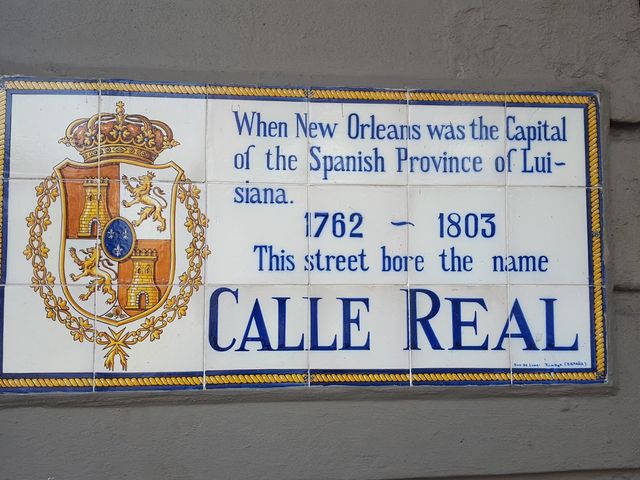 When New Orleans was the Capital
of the Spanish Province of Lui-
siana.
1762 ~ 1803
This street bore the name
CALLE REAL
(ESPAÑA)